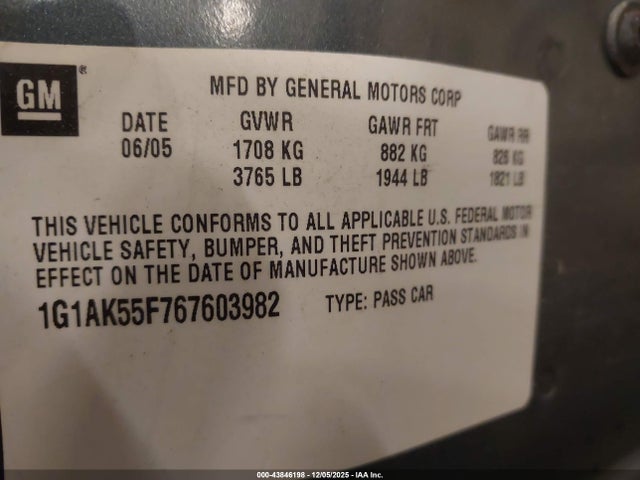 GM®
MFD BY GENERAL MOTORS CORP
DATE GVWR GAWR FRT GAWR RR
06/05 1708 KG 882 KG 826 KG
3765 LB 1944 LB 1821 LB
THIS VEHICLE CONFORMS TO ALL APPLICABLE U.S. FEDERAL MOTOR
VEHICLE SAFETY, BUMPER, AND THEFT PREVENTION STANDARDS IN
EFFECT ON THE DATE OF MANUFACTURE SHOWN ABOVE.
1G1AK55F767603982 TYPE: PASS CAR
000-43846198 - 12/05/2025 - IAA Inc.